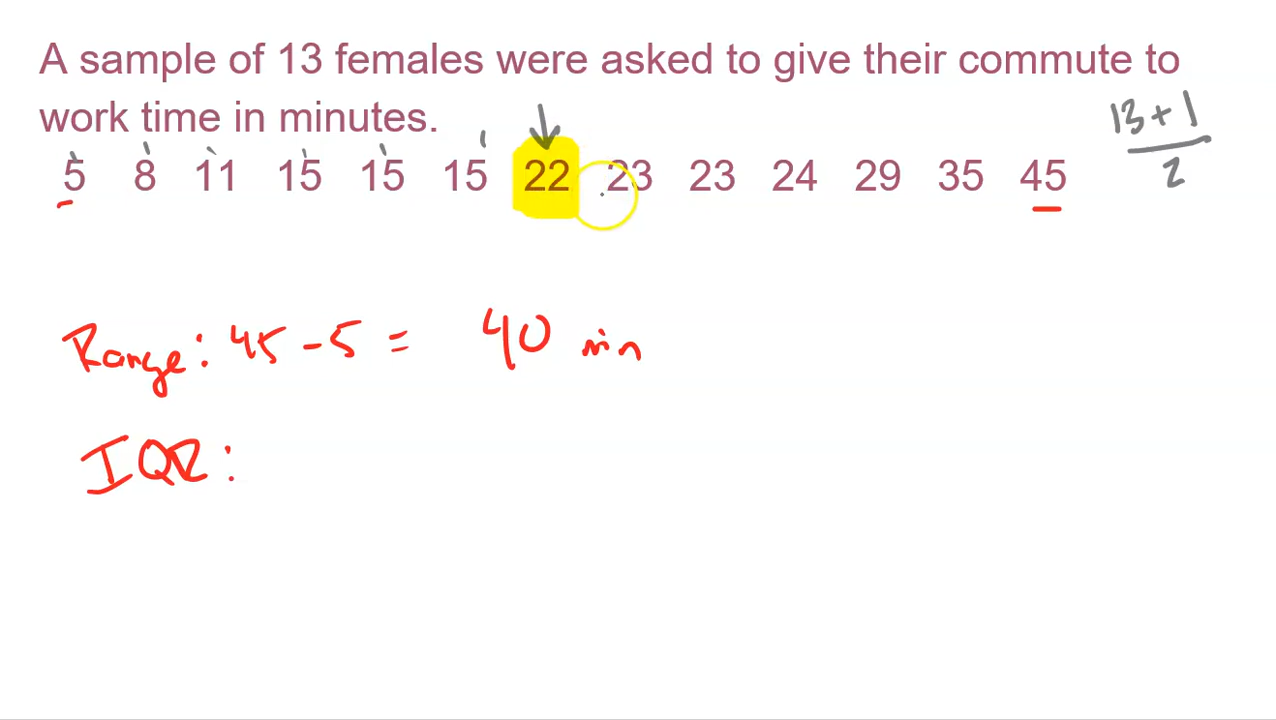 A sample of 13 females were asked to give their commute to
work time in minutes.
13 + 1
2
5 8 11 15 15 15 22 23 23 24 29 35 45
Range: 45 - 5 = 40 min
IQR: